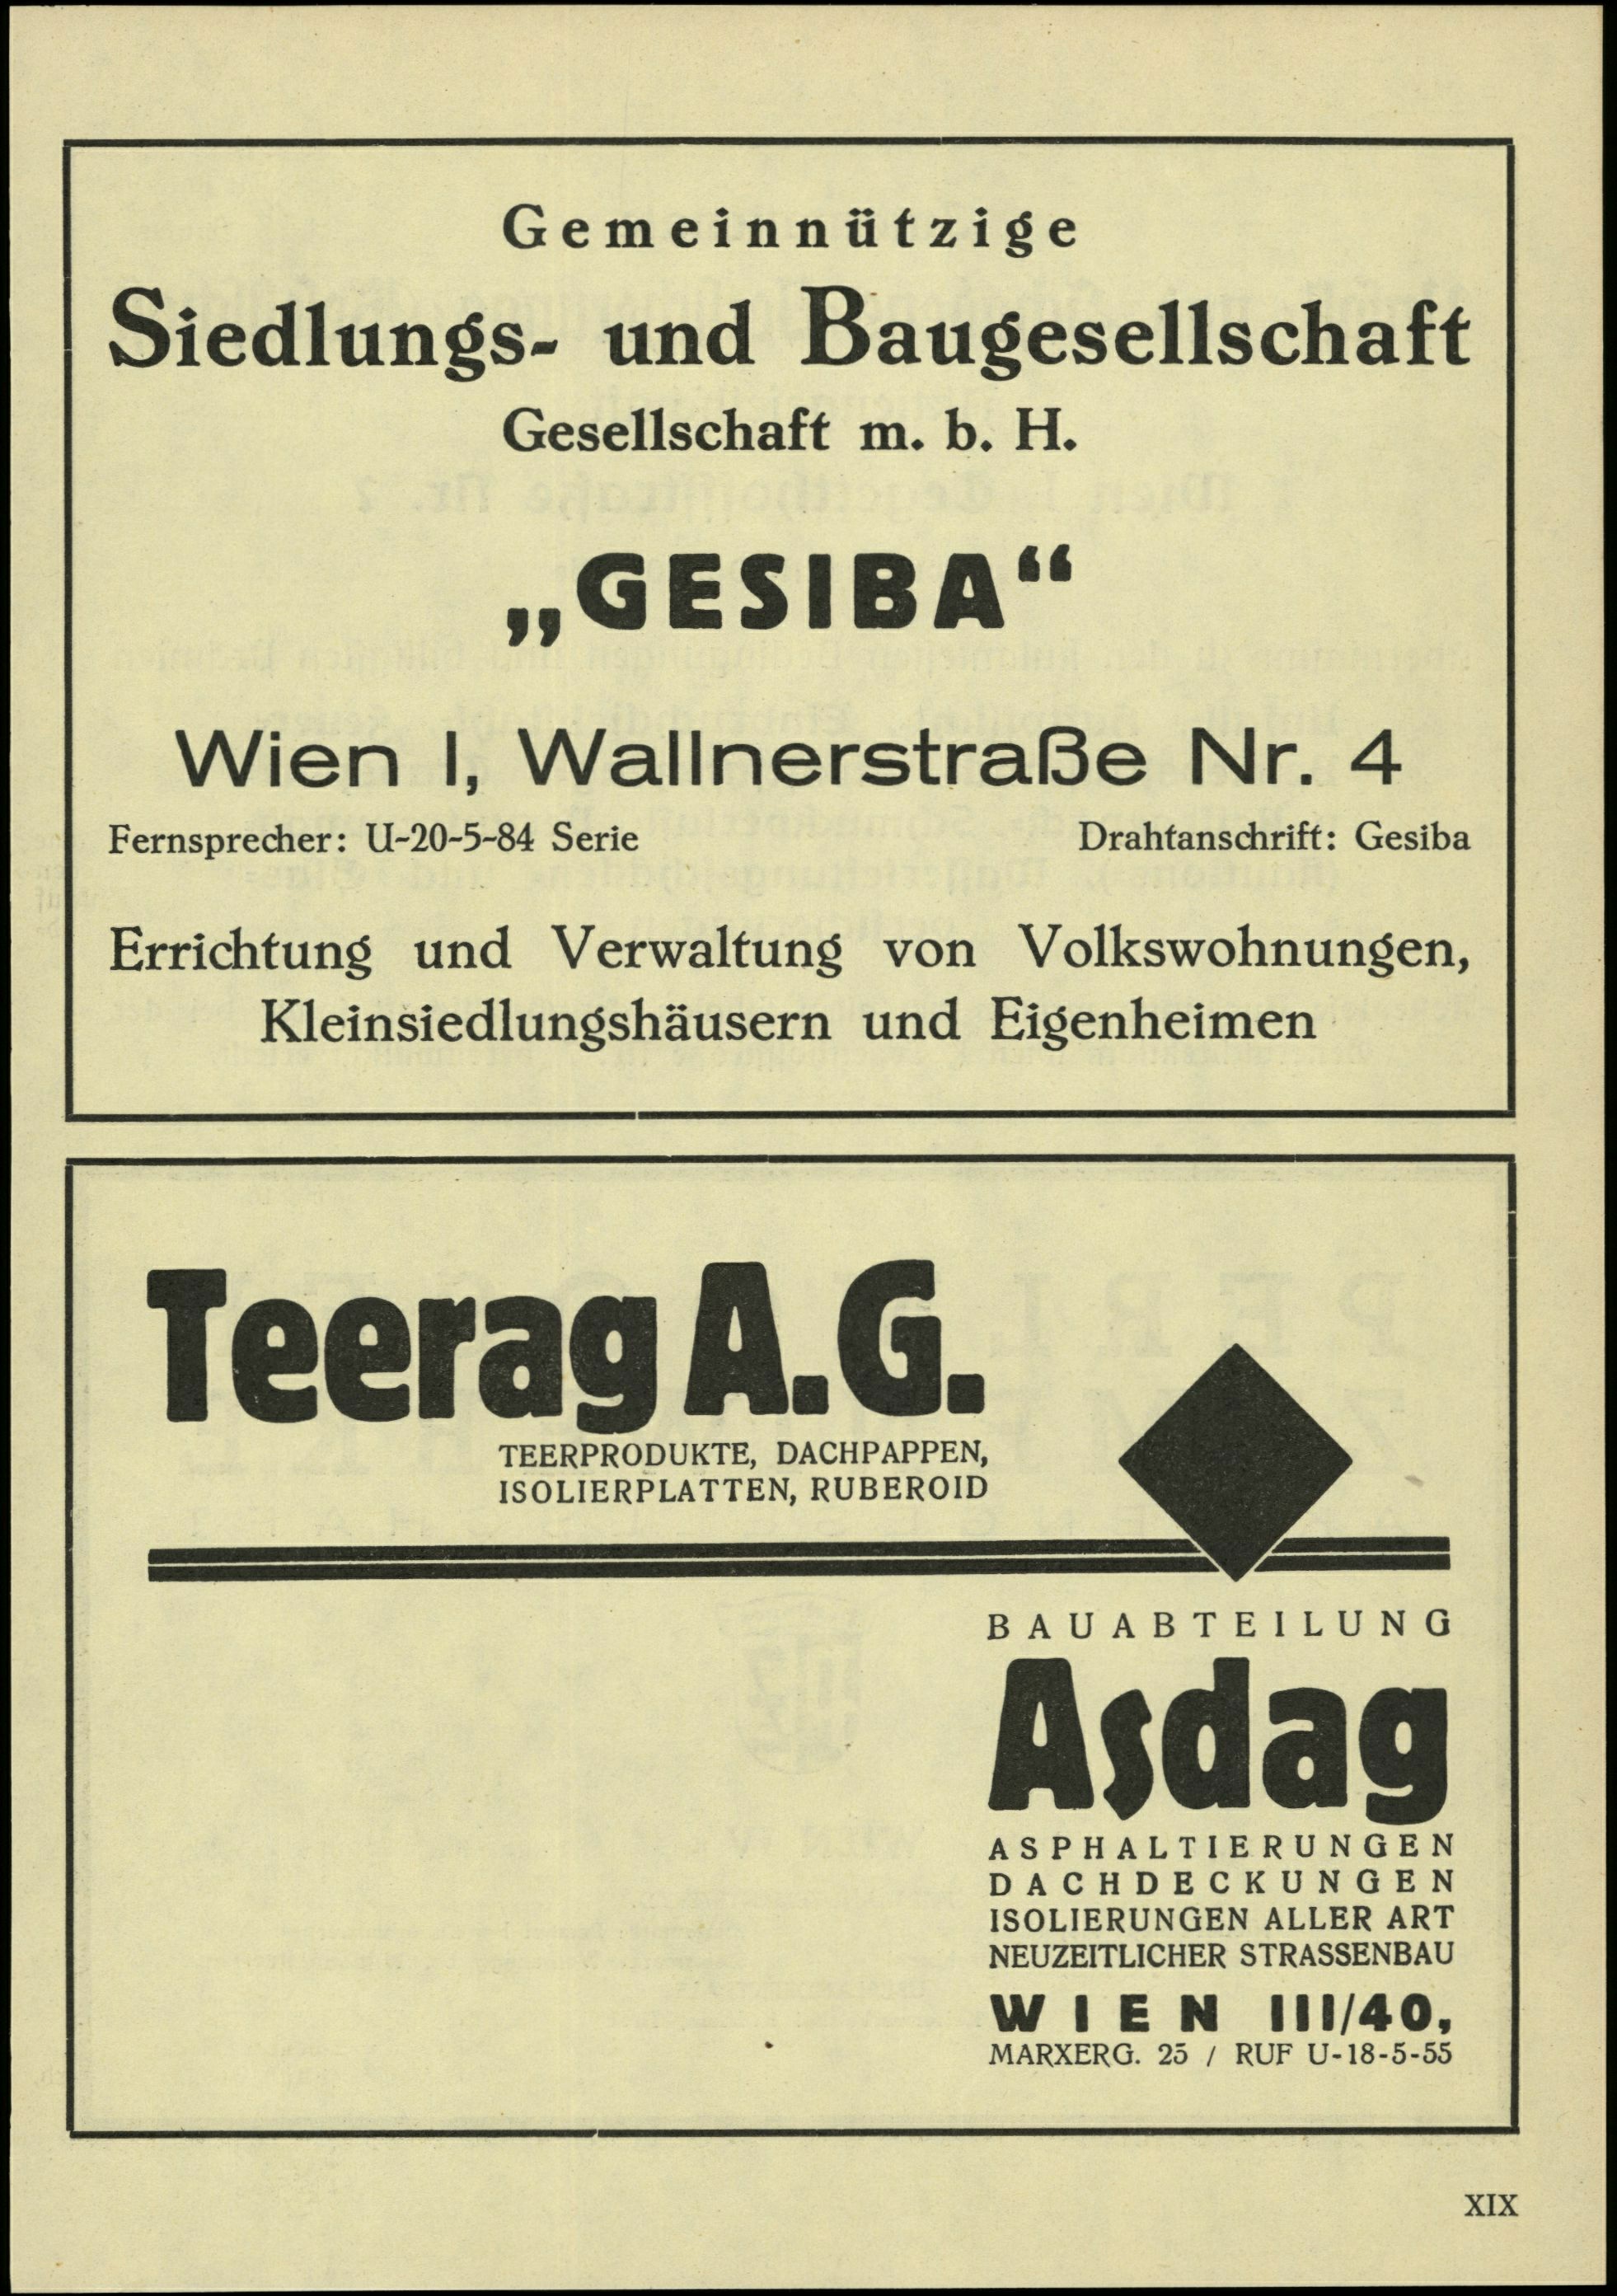 Gemeinnützige
Siedlungs- und Baugesellschaft
Gesellschaft m. b. H.
„GESIBA“
Wien I, Wallnerstraße Nr. 4
Fernsprecher: U-20-5-84 Serie Drahtanschrift: Gesiba
Errichtung und Verwaltung von Volkswohnungen,
Kleinsiedlungshäusern und Eigenheimen
Teerag A.G.
TEERPRODUKTE, DACHPAPPEN,
ISOLIERPLATTEN, RUBEROID
BAUABTEILUNG
Asdag
ASPHALTIERUNGEN
DACHDECKUNGEN
ISOLIERUNGEN ALLER ART
NEUZEITLICHER STRASSENBAU
WIEN III/40,
MARXERG. 25 / RUF U-18-5-55
XIX